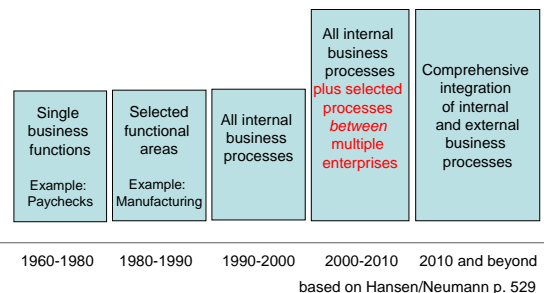 Single
business
functions
Example:
Paychecks
Selected
functional
areas
Example:
Manufacturing
All internal
business
processes
All internal
business
processes
plus selected
processes
between
multiple
enterprises
Comprehensive
integration
of internal
and external
business
processes
1960-1980
1980-1990
1990-2000
2000-2010
2010 and beyond
based on Hansen/Neumann p. 529